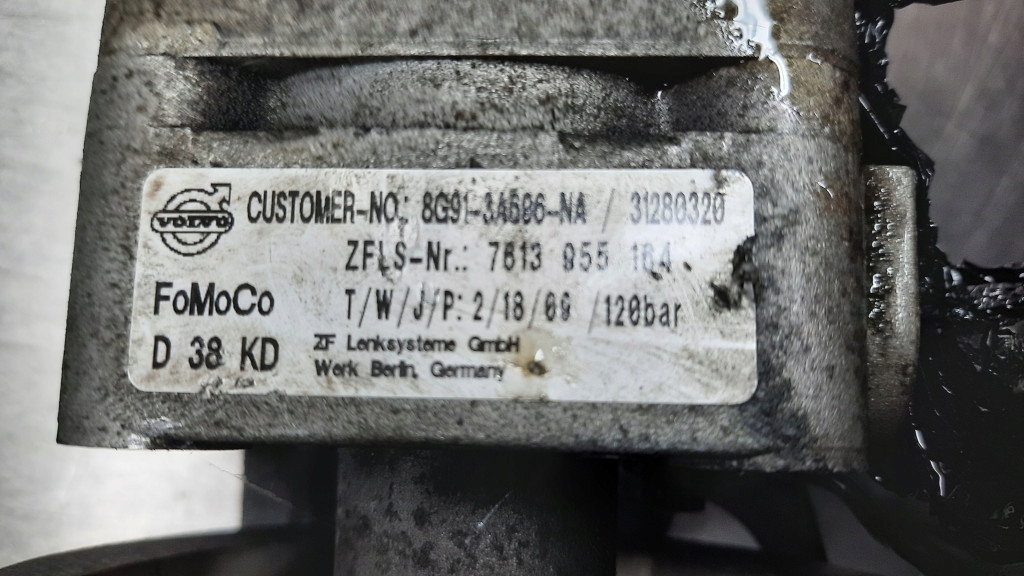 VOLVO CUSTOMER-NO.: 8G91-3A696-NA / 31280320
ZFLS-Nr.: 7613 955 164
FoMoCo T/W/J/P: 2/18/09 /120bar
D 38 KD ZF Lenksysteme GmbH
Werk Berlin, Germany